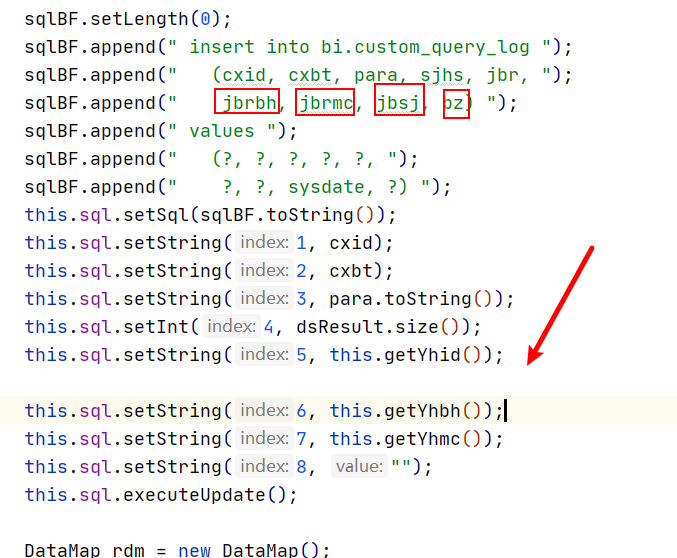 sqlBF.setLength(0);
sqlBF.append(" insert into bi.custom_query_log ");
sqlBF.append("   (cxid, cxbt, para, sjhs, jbr, ");
sqlBF.append("    jbrbh, jbrmc, jbsj, bz) ");
sqlBF.append(" values ");
sqlBF.append("   (?, ?, ?, ?, ?, ");
sqlBF.append("    ?, ?, sysdate, ?) ");
this.sql.setSql(sqlBF.toString());
this.sql.setString( index: 1, cxid);
this.sql.setString( index: 2, cxbt);
this.sql.setString( index: 3, para.toString());
this.sql.setInt( index: 4, dsResult.size());
this.sql.setString( index: 5, this.getYhid());
this.sql.setString( index: 6, this.getYhbh());
this.sql.setString( index: 7, this.getYhmc());
this.sql.setString( index: 8, value: "");
this.sql.executeUpdate();
DataMap rdm = new DataMap();